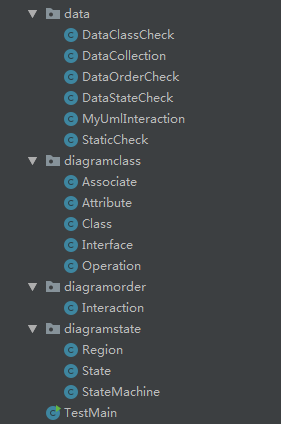 data
DataClassCheck
DataCollection
DataOrderCheck
DataStateCheck
MyUmlInteraction
StaticCheck
diagramclass
Associate
Attribute
Class
Interface
Operation
diagramorder
Interaction
diagramstate
Region
State
StateMachine
TestMain